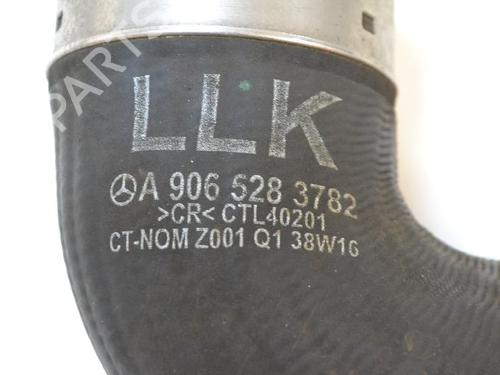 LLK
A 906 528 3782
>CR< CTL40201
CT-NOM Z001 Q1 38W16